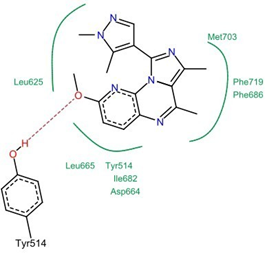 N
N
N
Met703
Leu625
N
O
N
N
Phe719
Phe686
N
H
O
Leu665 Tyr514
Ile682
Asp664
Tyr514